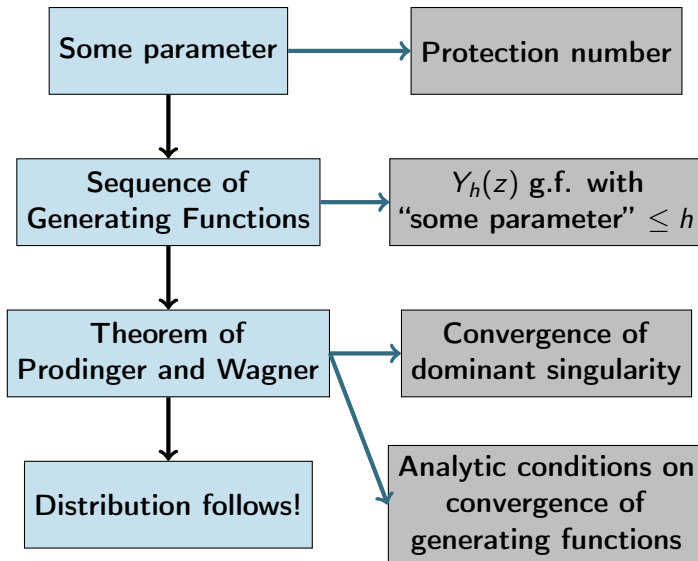 Some parameter
Protection number
Sequence of
Generating Functions
Y_h(z) g.f. with
“some parameter” ≤ h
Theorem of
Prodinger and Wagner
Convergence of
dominant singularity
Distribution follows!
Analytic conditions on
convergence of
generating functions